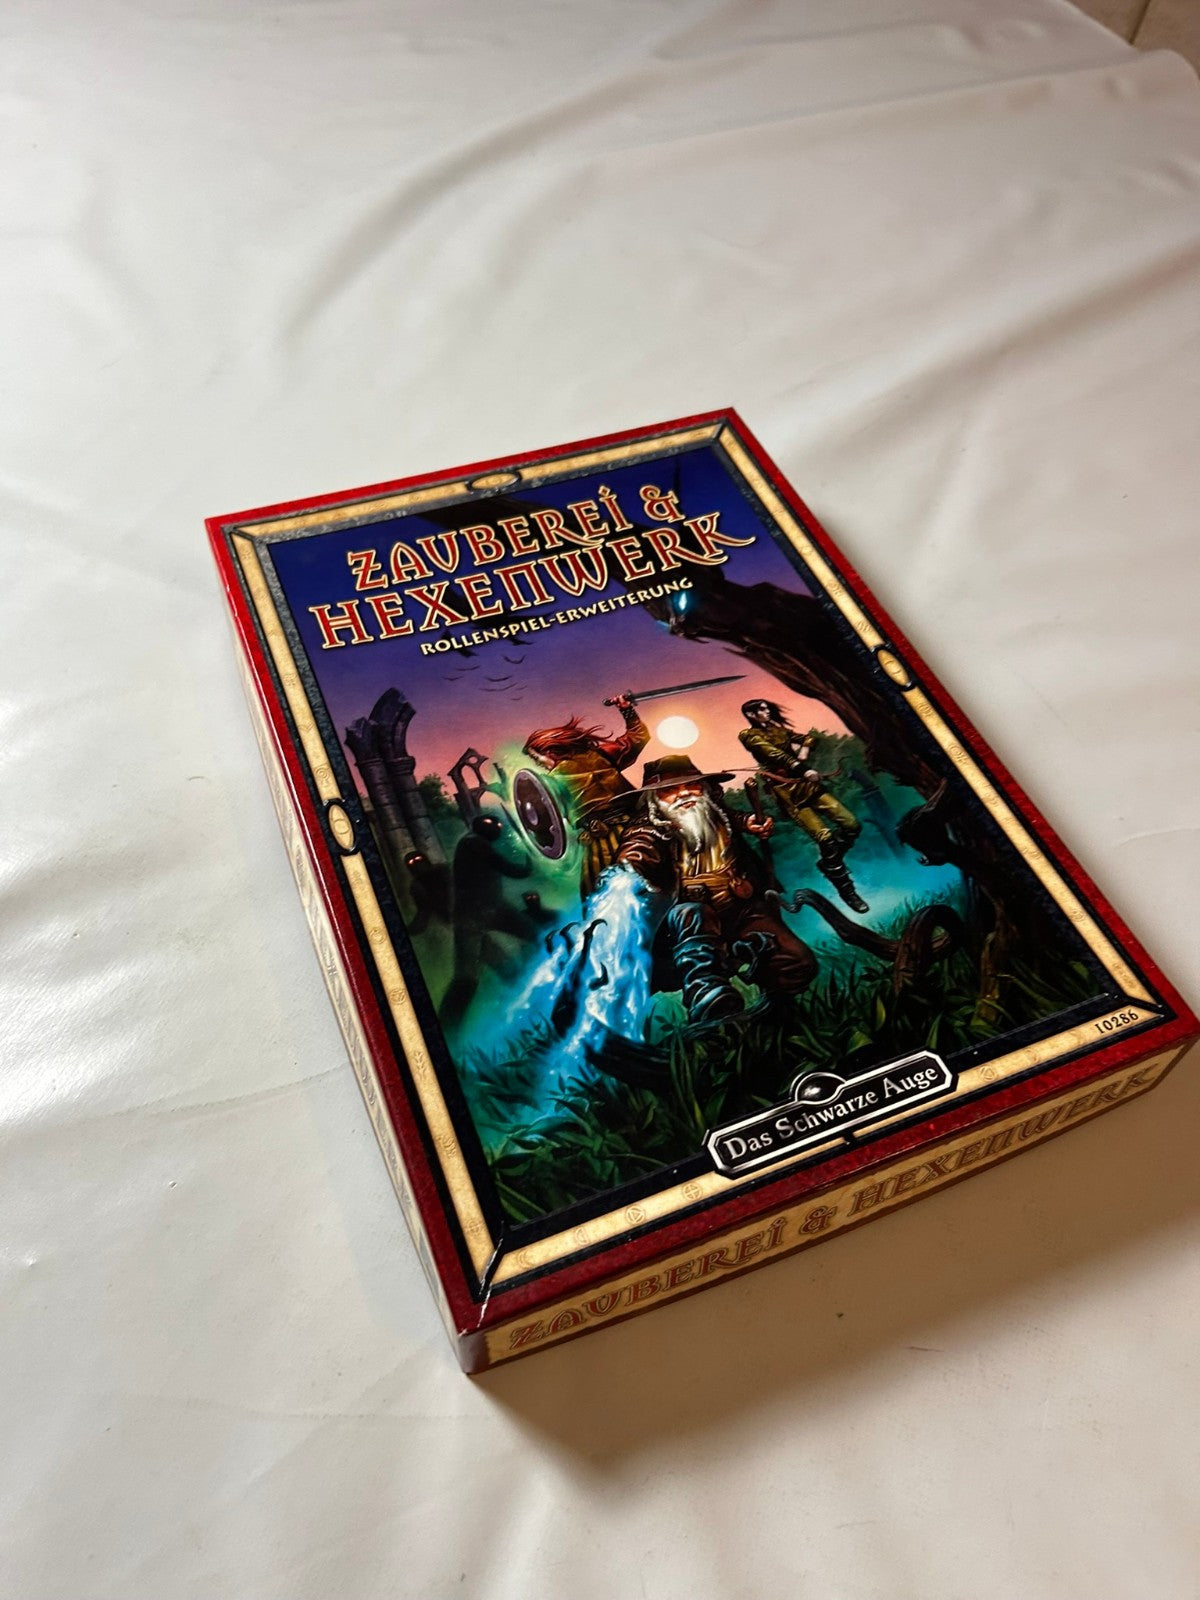 ZAUBEREI &
HEXENWERK
ROLLENSPIEL-ERWEITERUNG
10286
Das Schwarze Auge
ZAUBEREI & HEXENWERK